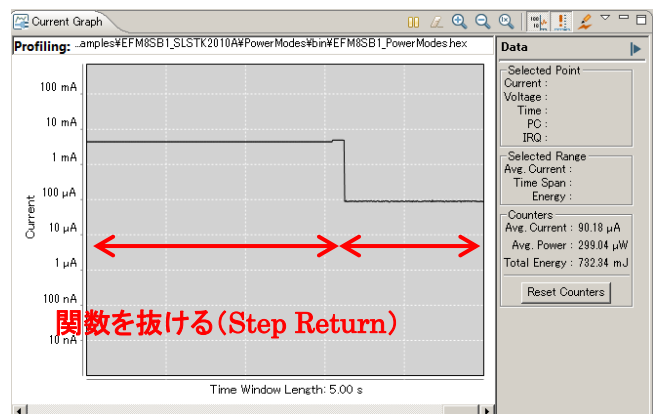 Current Graph
Profiling: ..amples¥EFM8SB1_SLSTK2010A¥PowerModes¥bin¥EFM8SB1_PowerModes.hex
100 mA
10 mA
1 mA
100 µA
10 µA
1 µA
100 nA
10 nA
Current
関数を抜ける(Step Return)
Time Window Length: 5.00 s
Data
Selected Point
Current :
Voltage :
Time :
PC :
IRQ :
Selected Range
Avg. Current :
Time Span :
Energy :
Counters
Avg. Current : 90.18 µA
Avg. Power : 299.04 µW
Total Energy : 732.34 mJ
Reset Counters